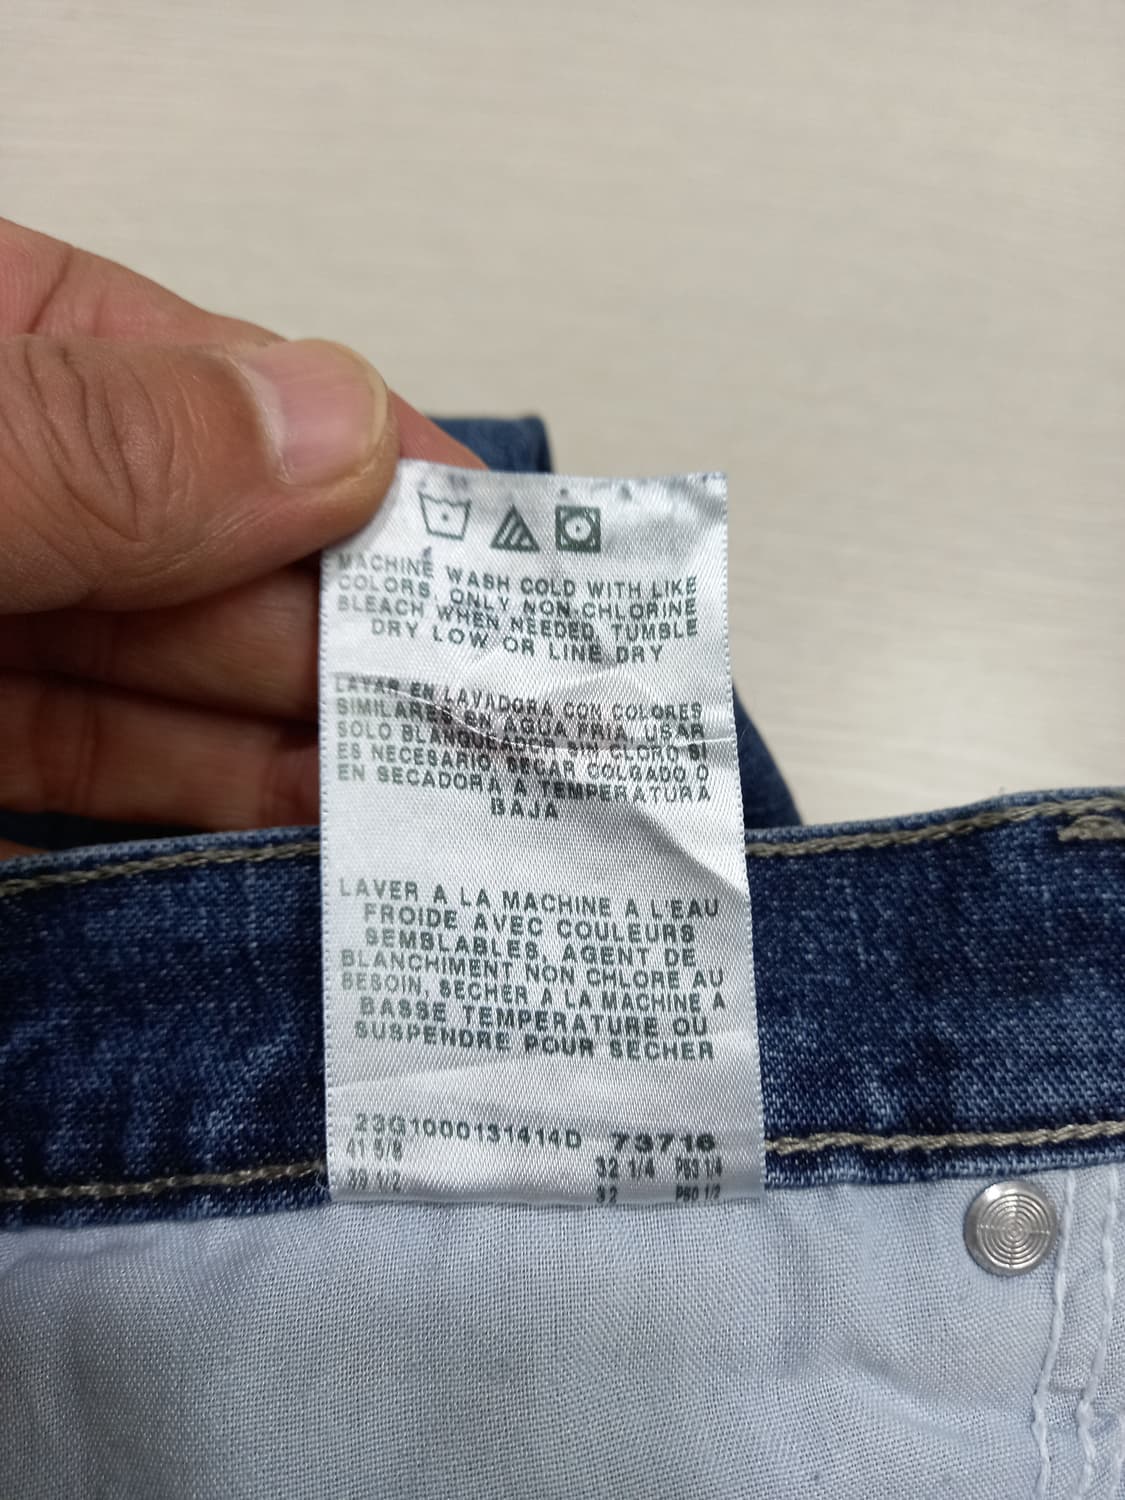 MACHINE WASH COLD WITH LIKE
COLORS, ONLY NON-CHLORINE
BLEACH WHEN NEEDED, TUMBLE
DRY LOW OR LINE DRY
LAVAR EN LAVADORA CON COLORES
SIMILARES EN AGUA FRIA, USAR
SOLO BLANQUEADOR SIN CLORO SI
ES NECESARIO, SECAR COLGADO O
EN SECADORA A TEMPERATURA
BAJA
LAVER A LA MACHINE A L'EAU
FROIDE AVEC COULEURS
SEMBLABLES, AGENT DE
BLANCHIMENT NON CHLORE AU
BESOIN, SECHER A LA MACHINE A
BASSE TEMPERATURE OU
SUSPENDRE POUR SECHER
23G1000131414D 73716
41 5/8 32 1/4
32